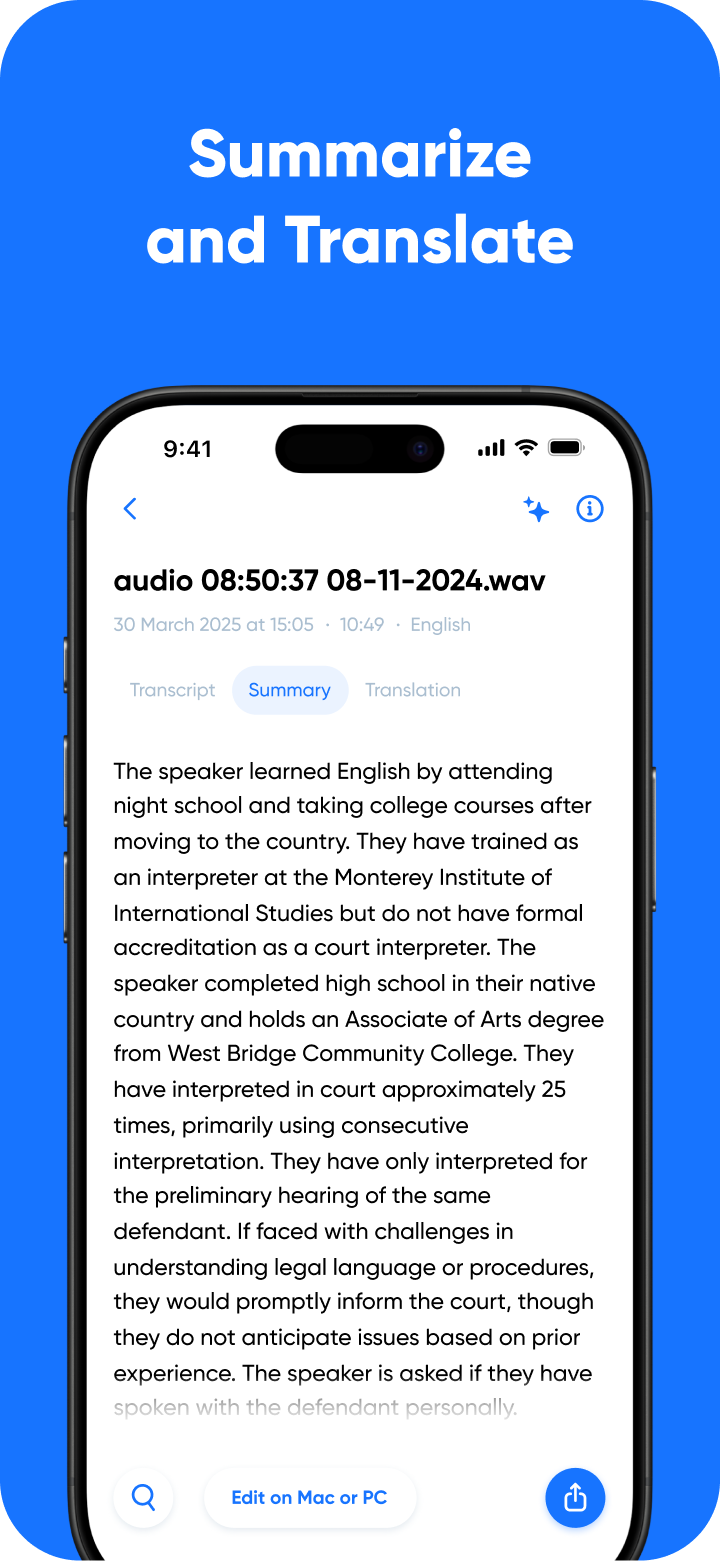 Summarize
and Translate
9:41
audio 08:50:37 08-11-2024.wav
30 March 2025 at 15:05 · 10:49 · English
Transcript Summary Translation
The speaker learned English by attending
night school and taking college courses after
moving to the country. They have trained as
an interpreter at the Monterey Institute of
International Studies but do not have formal
accreditation as a court interpreter. The
speaker completed high school in their native
country and holds an Associate of Arts degree
from West Bridge Community College. They
have interpreted in court approximately 25
times, primarily using consecutive
interpretation. They have only interpreted for
the preliminary hearing of the same
defendant. If faced with challenges in
understanding legal language or procedures,
they would promptly inform the court, though
they do not anticipate issues based on prior
experience. The speaker is asked if they have
spoken with the defendant personally.
Edit on Mac or PC